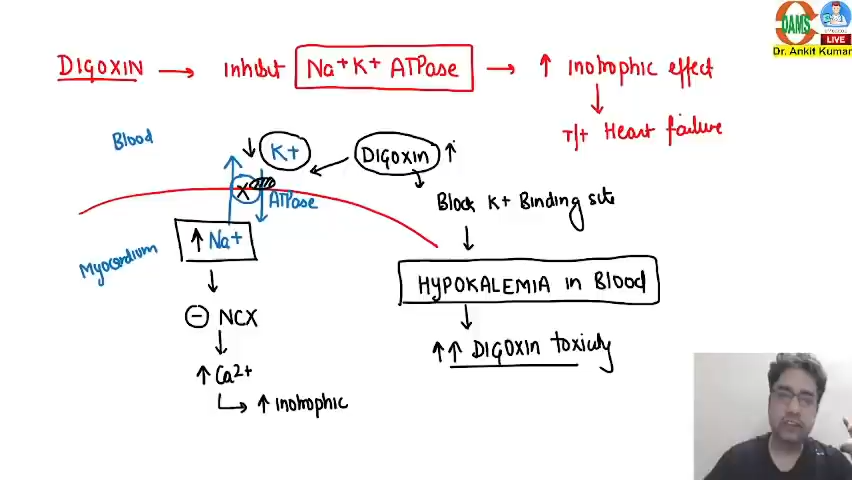 DAMS
LIVE
Dr. Ankit Kumar
DIGOXIN → inhibit Na+K+ ATPase → ↑ inotrophic effect
↓
T/t Heart failure
Blood
↓ K+
DIGOXIN ↑
X
ATPase
Block K+ Binding site
Myocardium
↑ Na+
↓
HYPOKALEMIA in Blood
⊖ NCX
↓
↑↑ DIGOXIN toxicity
↑ Ca2+
↑ inotrophic